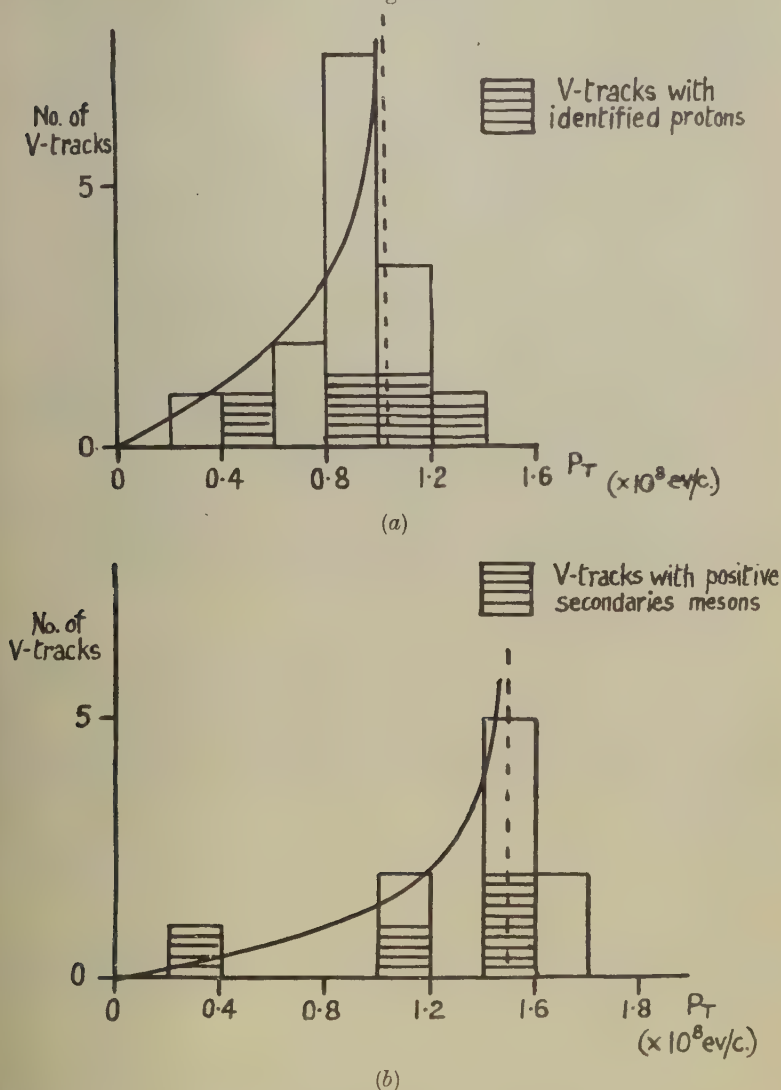 No. of
V-tracks
5
0
0
0·4
0·8
1·2
1·6
P_T (×10⁸ ev/c.)
V-tracks with
identified protons
(a)
No. of
V-tracks
5
0
0
0·4
0·8
1·2
1·6
1·8
P_T
(×10⁸ev/c.)
V-tracks with positive
secondaries mesons
(b)